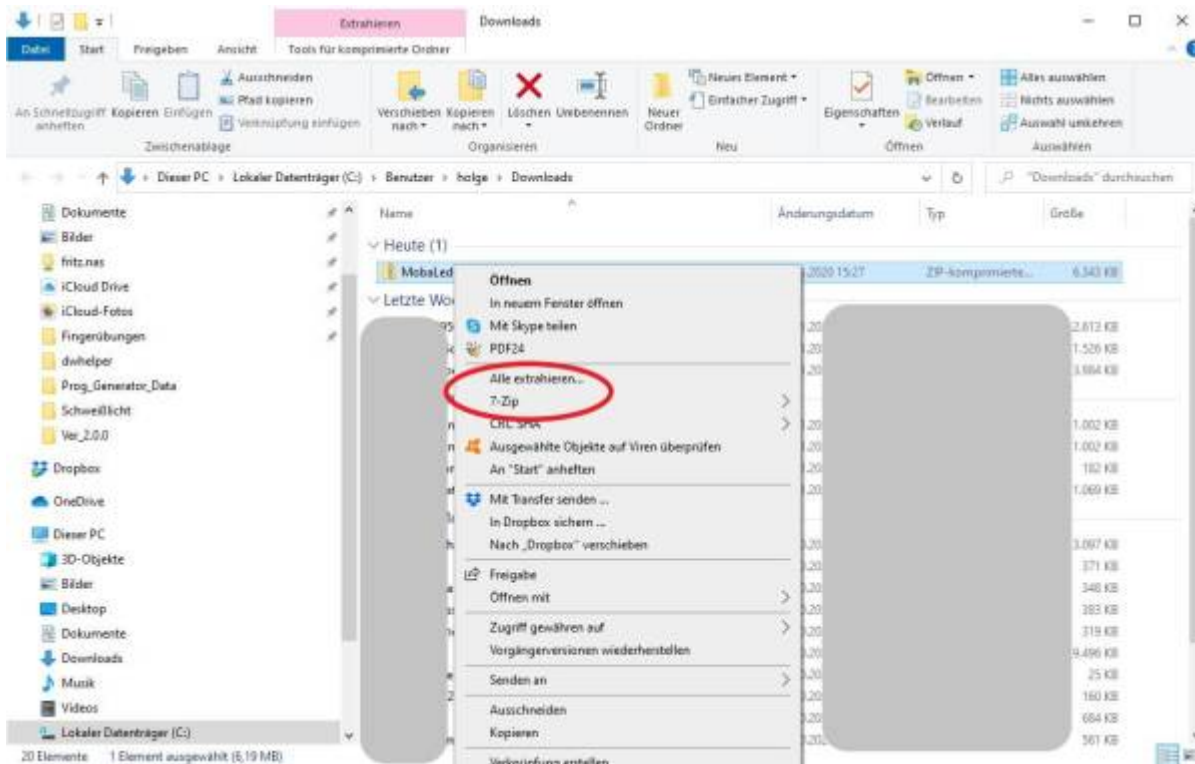 Extrahieren
Downloads
Datei Start Freigeben Ansicht Tools für komprimierte Ordner
An Schnellzugriff anheften
Kopieren Einfügen
Ausschneiden
Pfad kopieren
Verknüpfung einfügen
Zwischenablage
Verschieben nach
Kopieren nach
Löschen Umbenennen
Organisieren
Neuer Ordner
Neues Element
Einfacher Zugriff
Neu
Eigenschaften
Öffnen
Bearbeiten
Verlauf
Öffnen
Alles auswählen
Nichts auswählen
Auswahl umkehren
Auswählen
Dieser PC › Lokaler Datenträger (C:) › Benutzer › holge › Downloads
"Downloads" durchsuchen
Dokumente
Bilder
fritz.nas
iCloud Drive
iCloud-Fotos
Fingerübungen
dwhelper
Prog_Generator_Data
Schweißlicht
Ver_2.0.0
Dropbox
OneDrive
Dieser PC
3D-Objekte
Bilder
Desktop
Dokumente
Downloads
Musik
Videos
Lokaler Datenträger (C:)
Name Änderungsdatum Typ Größe
Heute (1)
MobaLed
.2020 15:27 ZIP-komprimierte... 6.343 KB
Letzte Wo
Öffnen
In neuem Fenster öffnen
Mit Skype teilen
PDF24
Alle extrahieren...
7-Zip
CRC SHA
Ausgewählte Objekte auf Viren überprüfen
An "Start" anheften
Mit Transfer senden ...
In Dropbox sichern ...
Nach „Dropbox" verschieben
Freigabe
Öffnen mit
Zugriff gewähren auf
Vorgängerversionen wiederherstellen
Senden an
Ausschneiden
Kopieren
Verknüpfung erstellen
1.526 KB
1.002 KB
1.002 KB
182 KB
1.069 KB
3.097 KB
371 KB
348 KB
383 KB
319 KB
9.496 KB
25 KB
160 KB
684 KB
561 KB
20 Elemente 1 Element ausgewählt (6,19 MB)